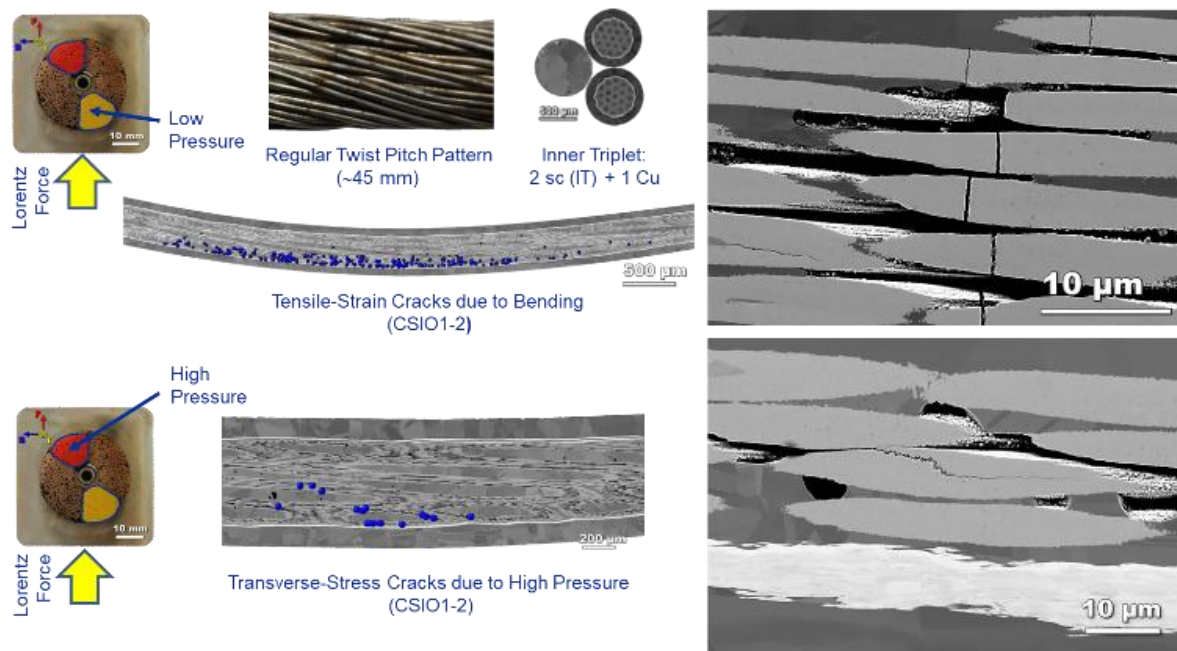 10 mm
Low
Pressure
Lorentz
Force
Regular Twist Pitch Pattern
(~45 mm)
500 µm
Inner Triplet:
2 sc (IT) + 1 Cu
500 µm
Tensile-Strain Cracks due to Bending
(CSIO1-2)
10 µm
High
Pressure
10 mm
Lorentz
Force
200 µm
Transverse-Stress Cracks due to High Pressure
(CSIO1-2)
10 µm